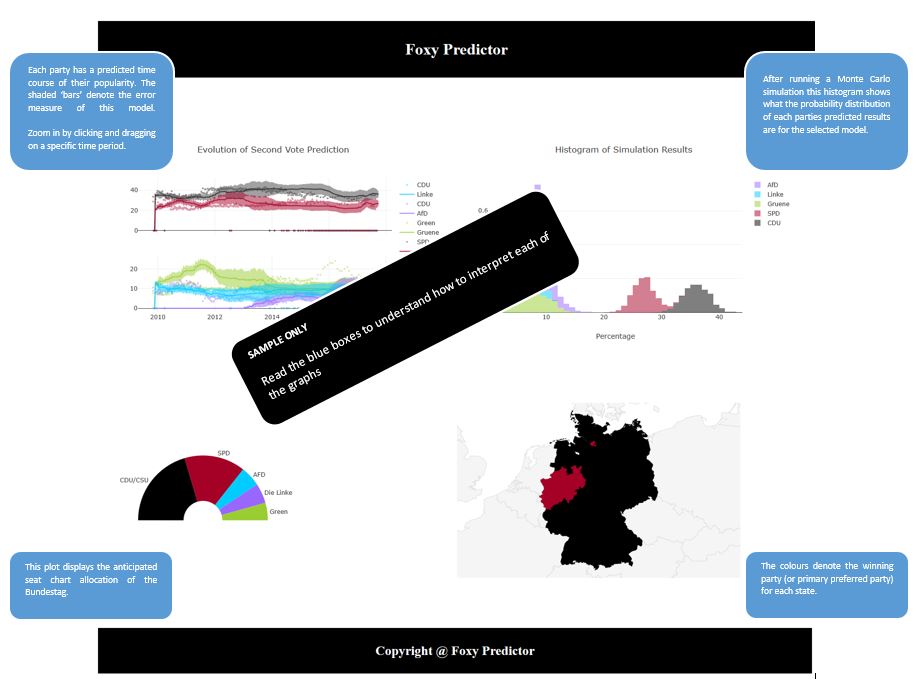 Foxy Predictor
Each party has a predicted time
course of their popularity. The
shaded 'bars' denote the error
measure of this model.
Zoom in by clicking and dragging
on a specific time period.
After running a Monte Carlo
simulation this histogram shows
what the probability distribution
of each parties predicted results
are for the selected model.
Evolution of Second Vote Prediction
40
20
0
20
10
0
2010
2012
2014
CDU
Linke
CDU
AfD
Green
Gruene
SPD
Histogram of Simulation Results
0.6
10
20
30
40
Percentage
AfD
Linke
Gruene
SPD
CDU
SAMPLE ONLY
Read the blue boxes to understand how to interpret each of
the graphs
CDU/CSU
SPD
AFD
Die Linke
Green
This plot displays the anticipated
seat chart allocation of the
Bundestag.
The colours denote the winning
party (or primary preferred party)
for each state.
Copyright @ Foxy Predictor